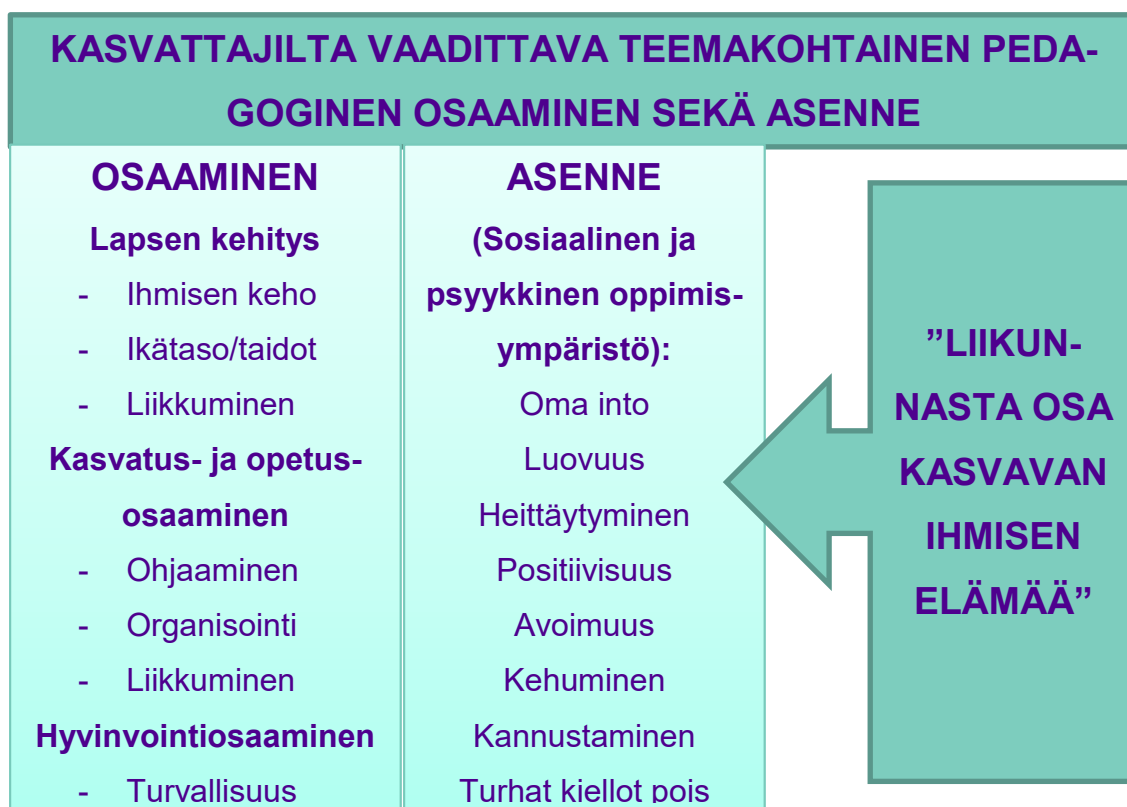 KASVATTAJILTA VAADITTAVA TEEMAKOHTAINEN PEDA-
GOGINEN OSAAMINEN SEKÄ ASENNE
OSAAMINEN
Lapsen kehitys
- Ihmisen keho
- Ikätaso/taidot
- Liikkuminen
Kasvatus- ja opetus-
osaaminen
- Ohjaaminen
- Organisointi
- Liikkuminen
Hyvinvointiosaaminen
- Turvallisuus
ASENNE
(Sosiaalinen ja
psyykkinen oppimis-
ympäristö):
Oma into
Luovuus
Heittäytyminen
Positiivisuus
Avoimuus
Kehuminen
Kannustaminen
Turhat kiellot pois
”LIIKUN-
NASTA OSA
KASVAVAN
IHMISEN
ELÄMÄÄ”